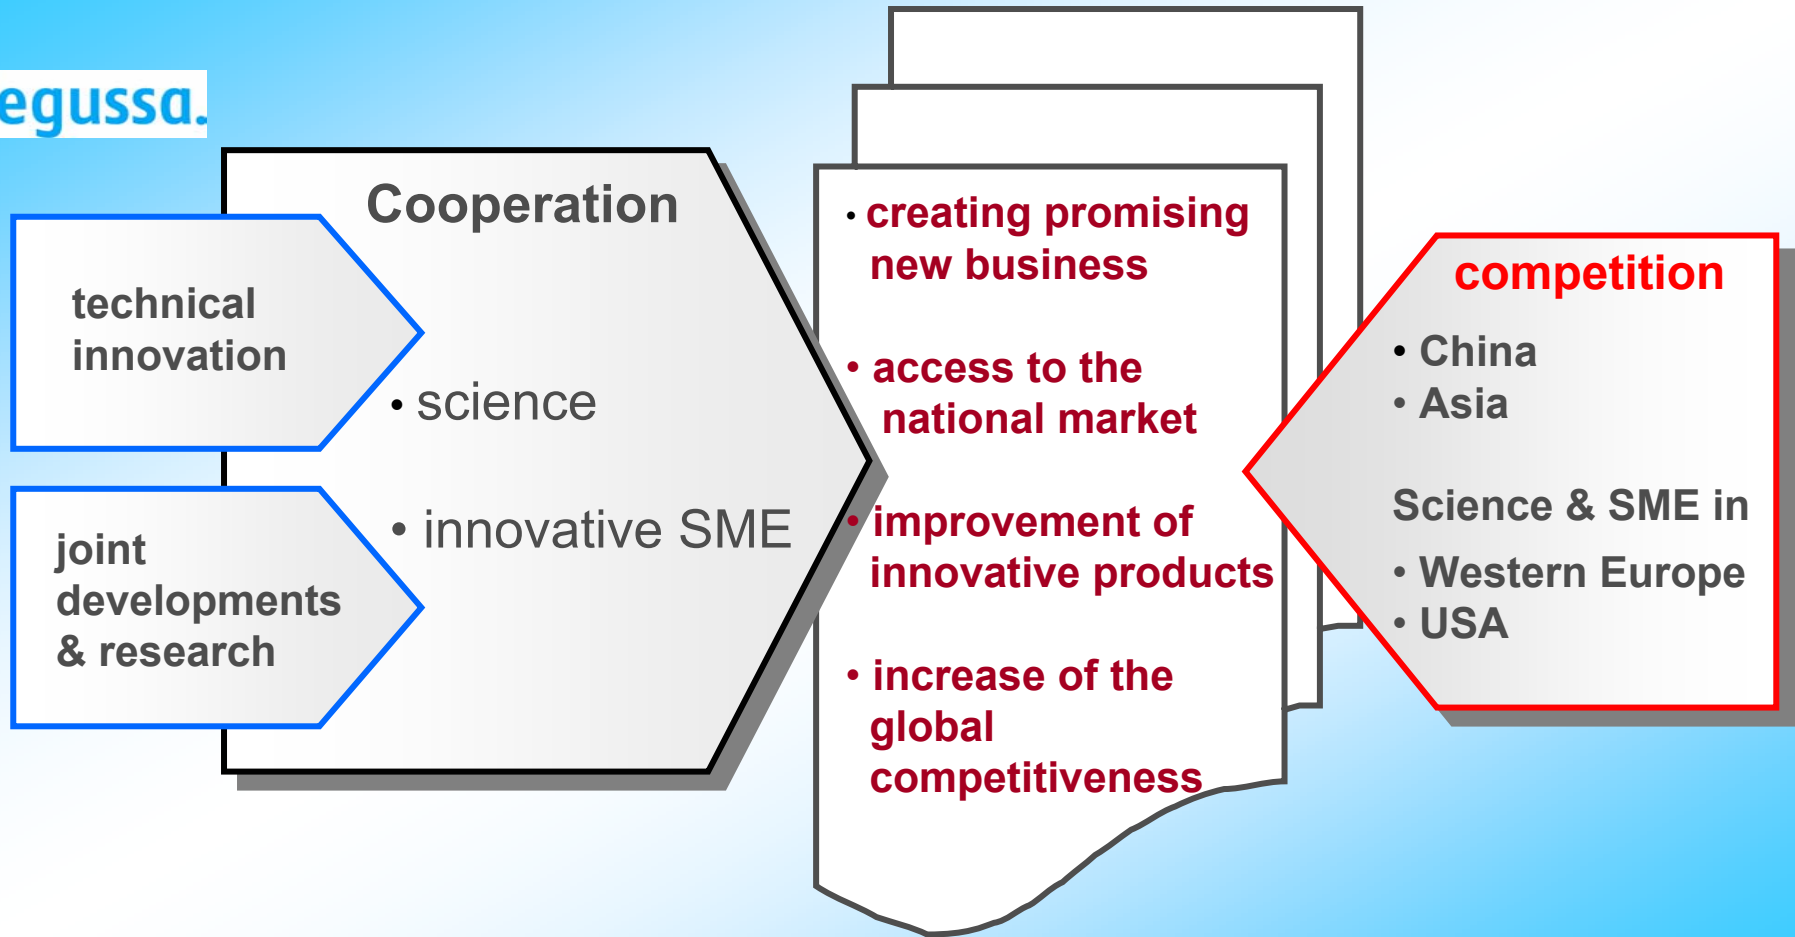 egussa.
Cooperation
technical
innovation
• science
• innovative SME
joint
developments
& research
• creating promising
new business
• access to the
national market
• improvement of
innovative products
• increase of the
global
competitiveness
competition
• China
• Asia
Science & SME in
• Western Europe
• USA